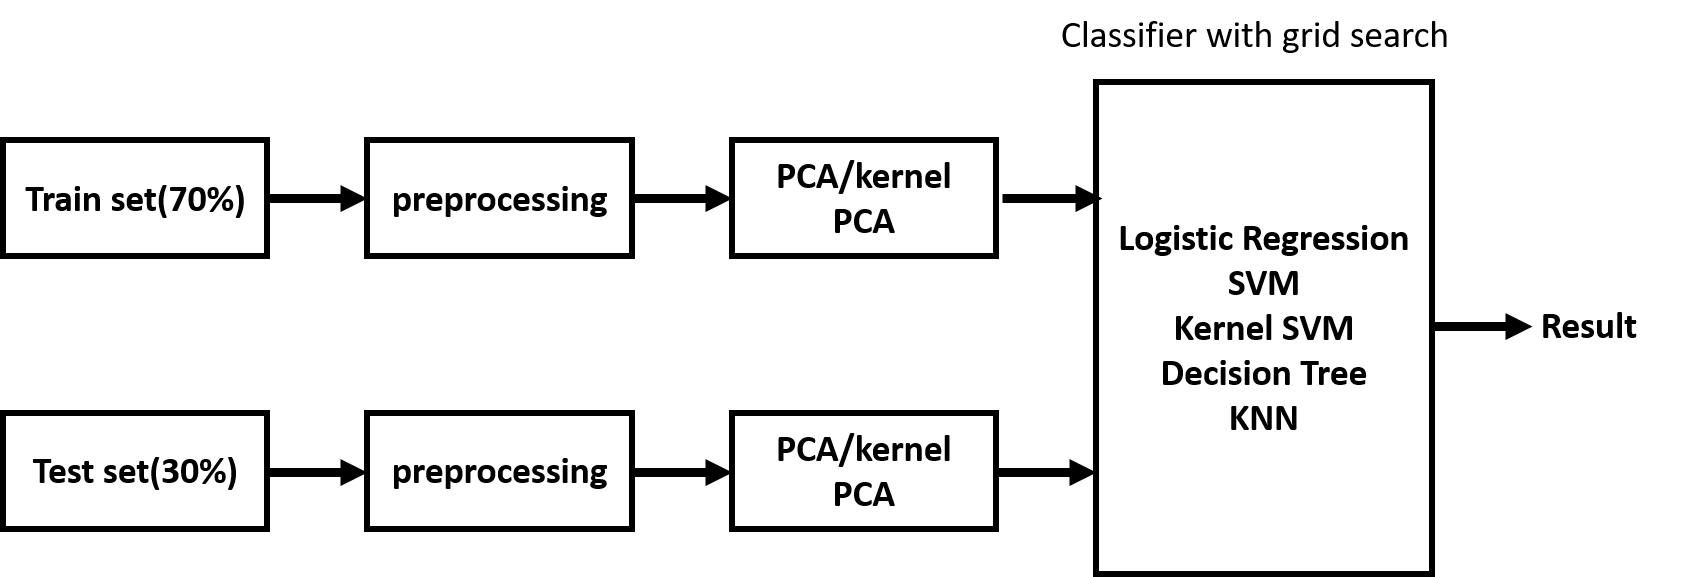 Classifier with grid search
Train set(70%)
preprocessing
PCA/kernel
PCA
Logistic Regression
SVM
Kernel SVM
Decision Tree
KNN
Result
Test set(30%)
preprocessing
PCA/kernel
PCA